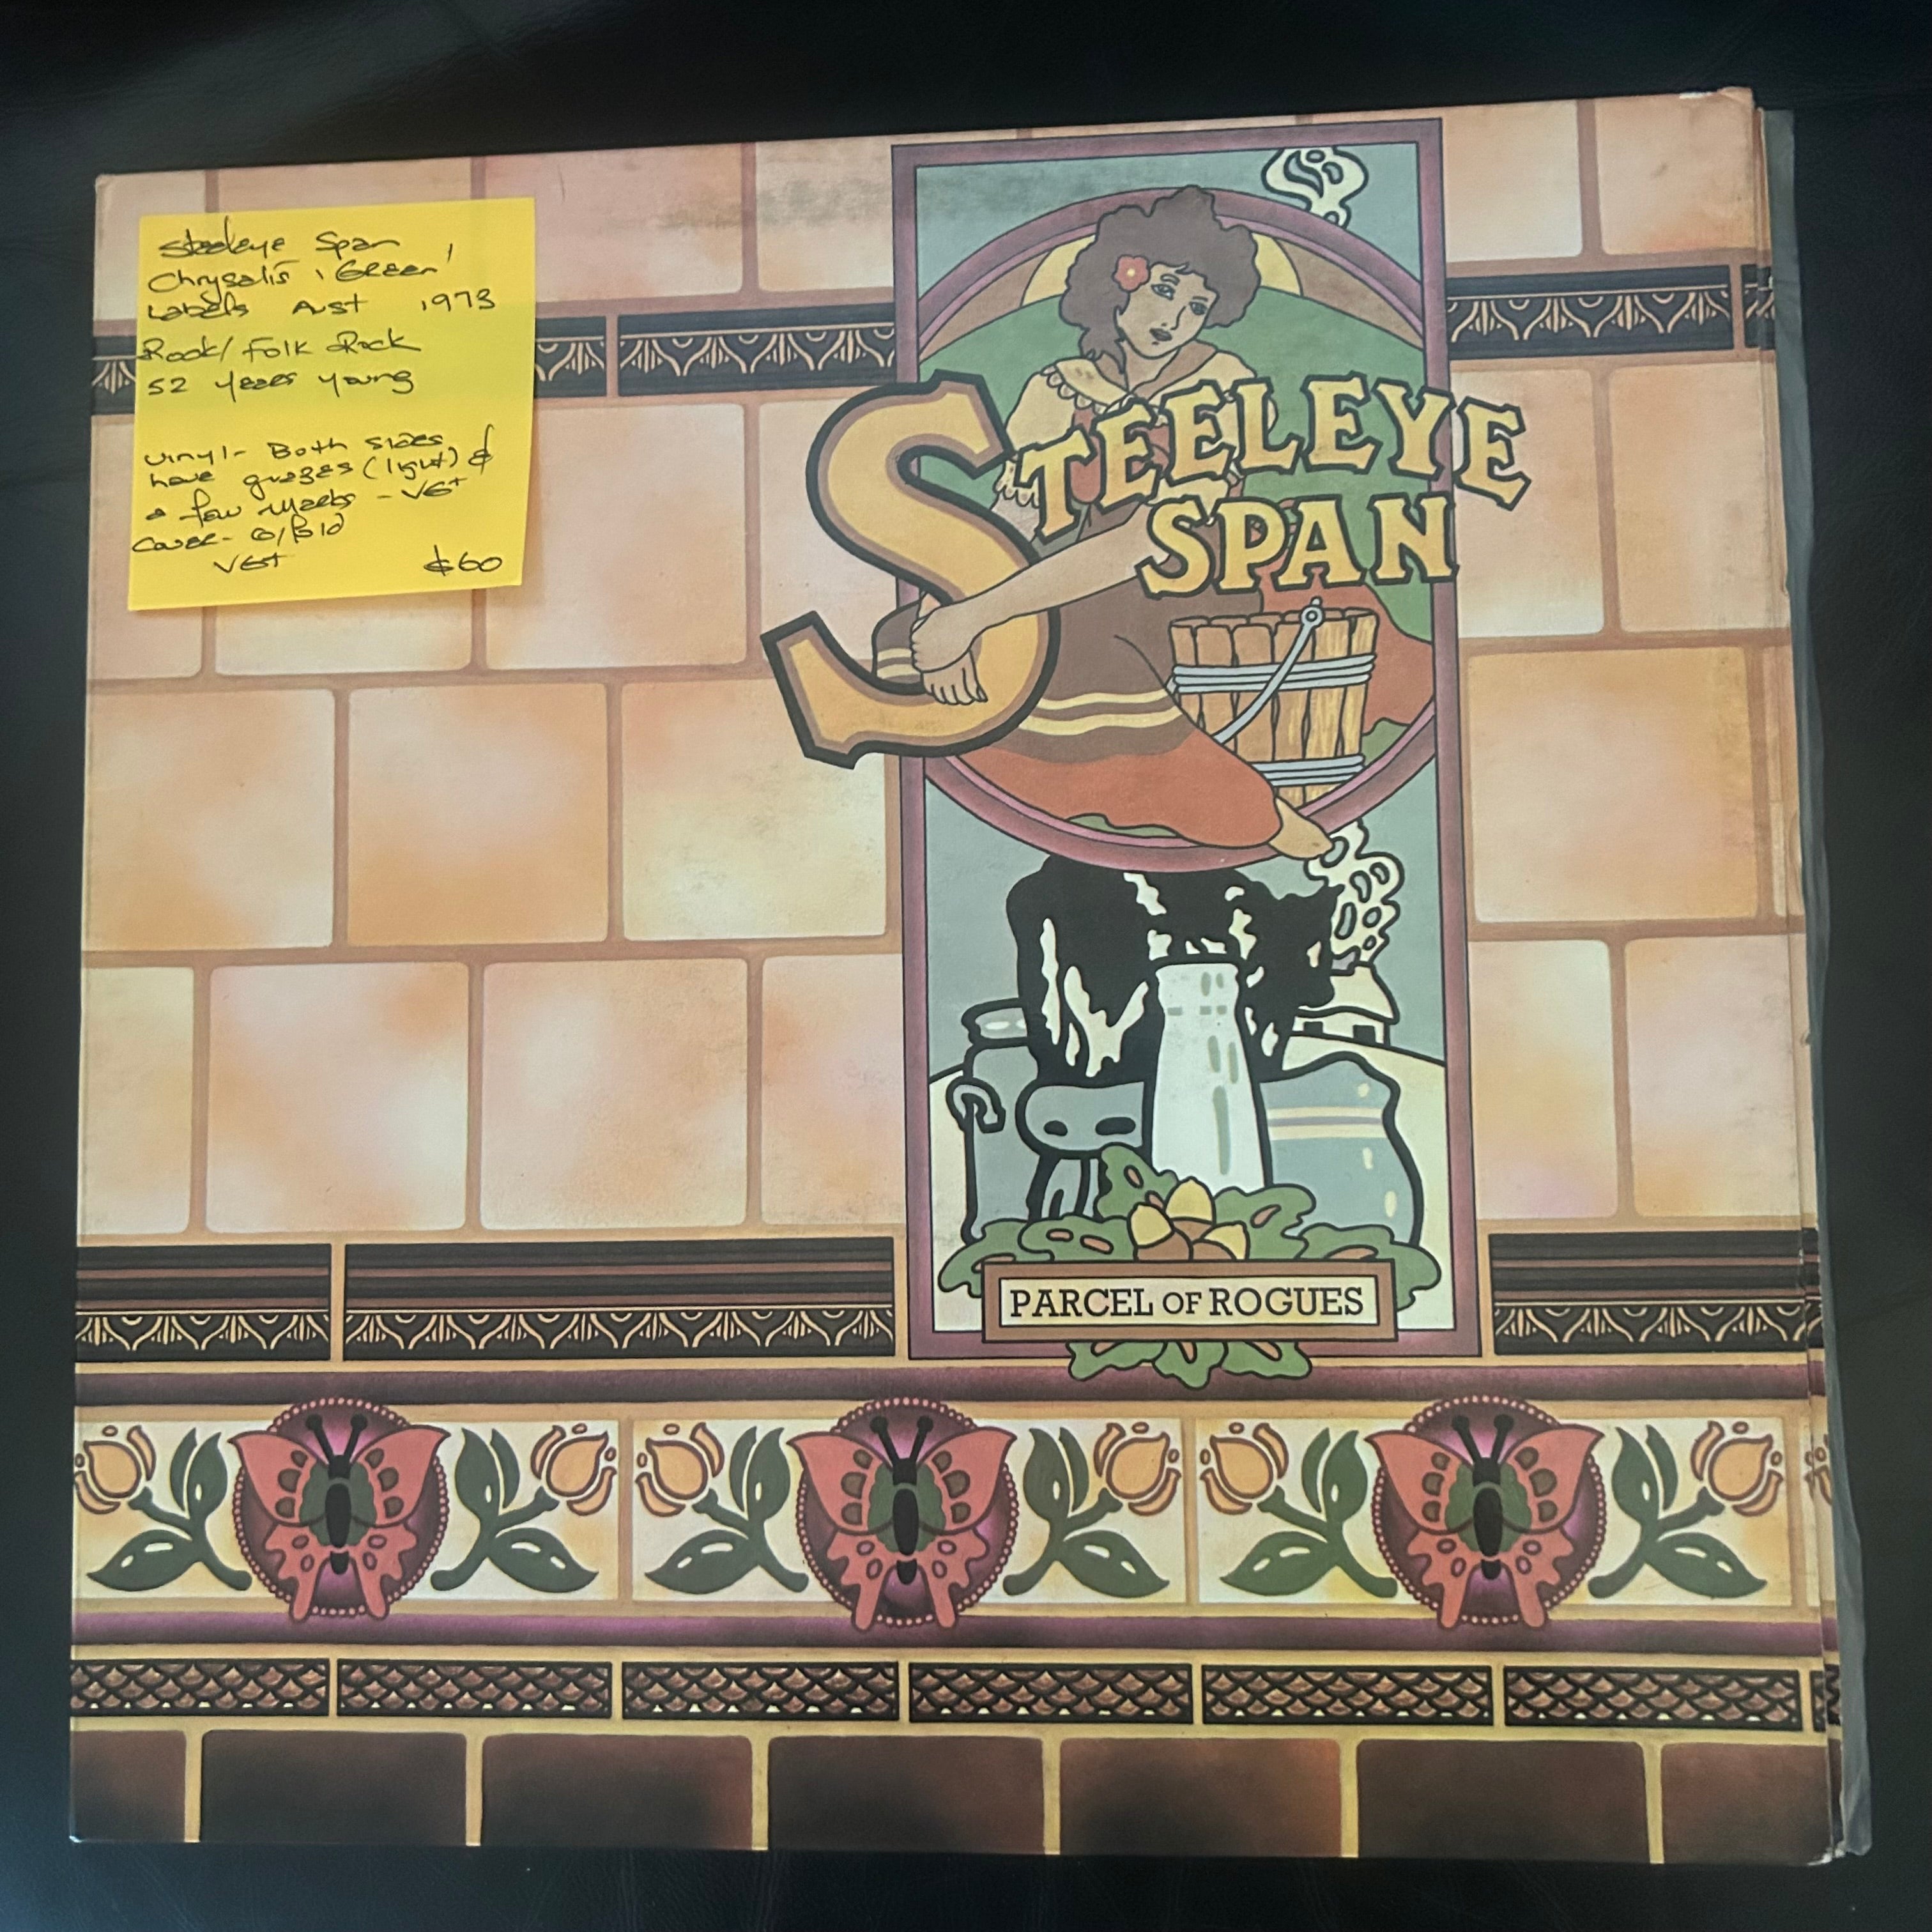 Steeleye Span
Chrysalis 'Green'
Labels Aust 1973
Rock/ Folk Rock
52 years young
Vinyl - Both sides
have grazes (light) &
a few marks - VG+
Cover - G/fold
VG+ $60
STEELEYE
SPAN
PARCEL OF ROGUES